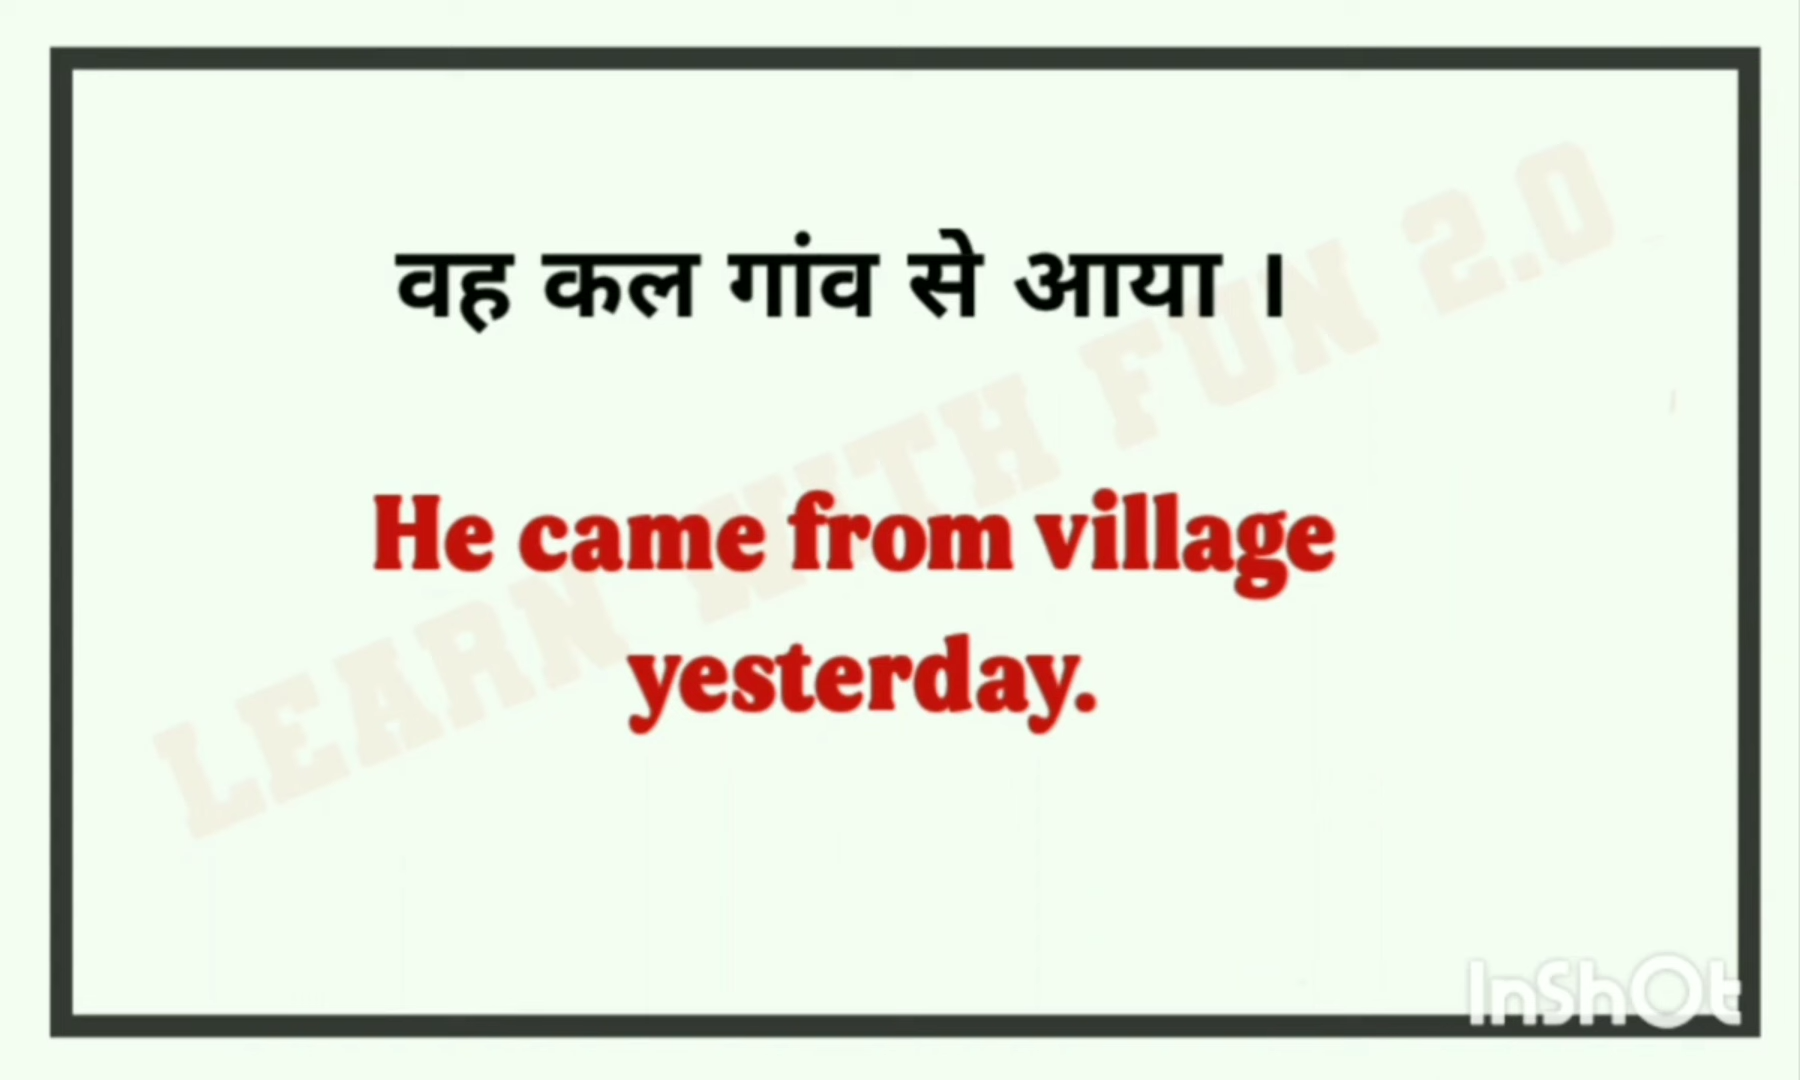 वह कल गांव से आया ।
He came from village
yesterday.
LEARN WITH FUN 2.0
InShOt